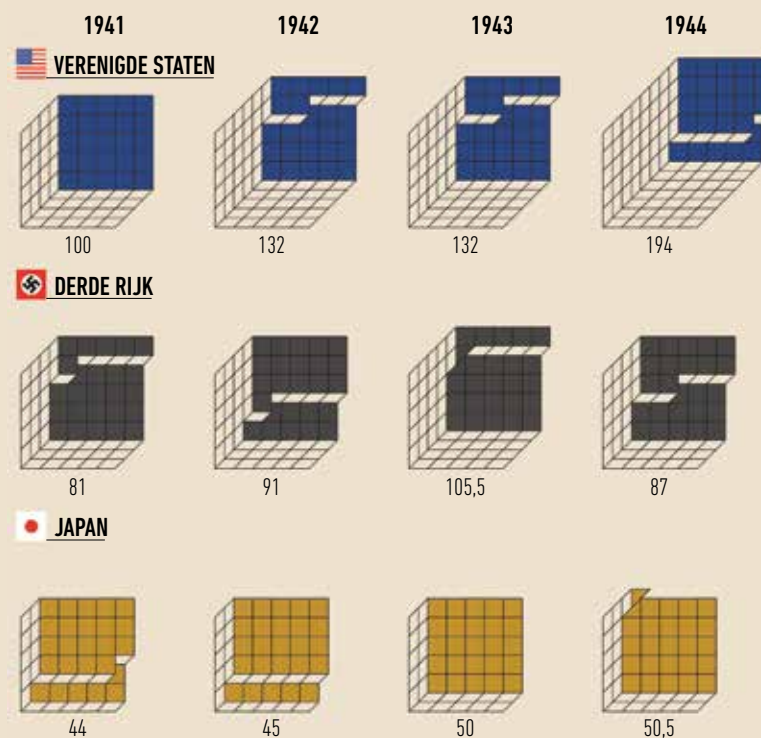 1941 1942 1943 1944
VERENIGDE STATEN
100 132 132 194
DERDE RIJK
81 91 105,5 87
JAPAN
44 45 50 50,5